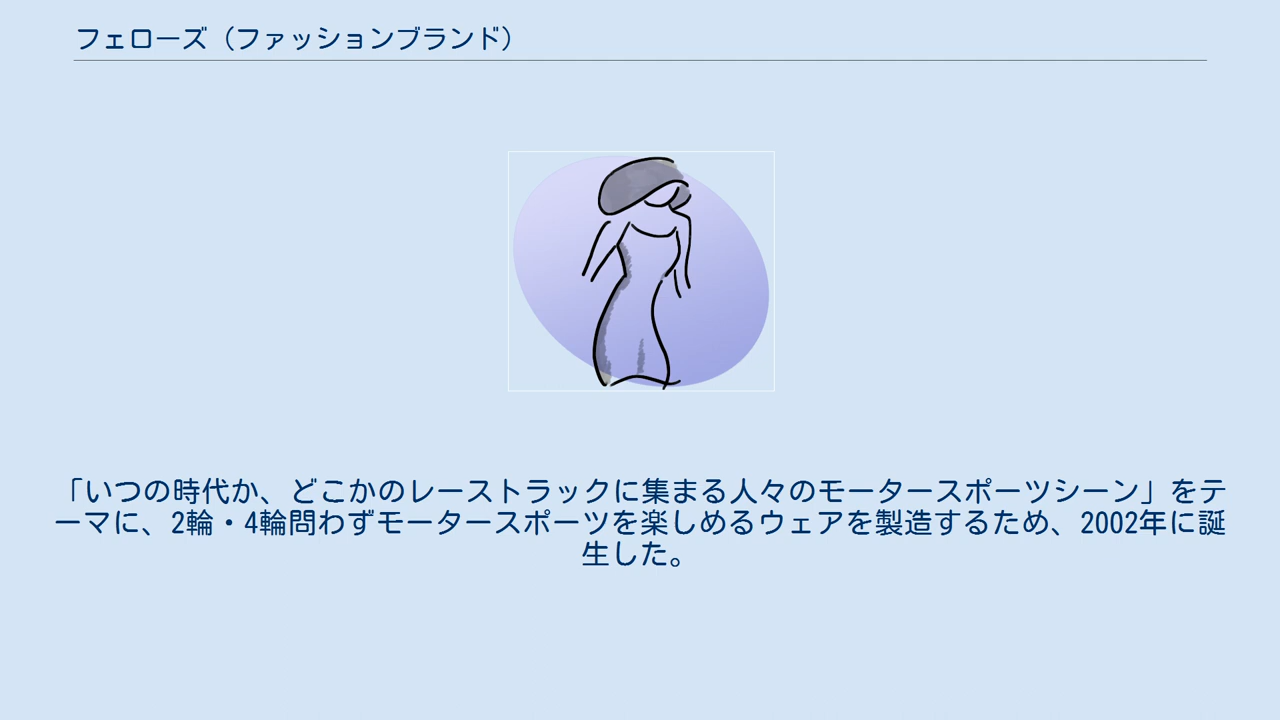 フェローズ（ファッションブランド）
「いつの時代か、どこかのレーストラックに集まる人々のモータースポーツシーン」をテ
ーマに、2輪・4輪問わずモータースポーツを楽しめるウェアを製造するため、2002年に誕
生した。